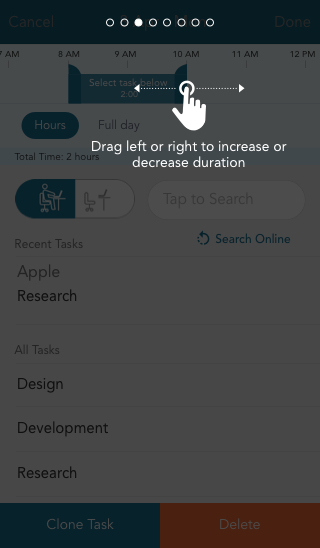 Cancel Done
7 AM 8 AM 9 AM 10 AM 11 AM 12 PM
Select task below
2.00
Hours Full day
Drag left or right to increase or
decrease duration
Total Time: 2 hours
Tap to Search
Recent Tasks
Search Online
Apple
Research
All Tasks
Design
Development
Research
Clone Task Delete